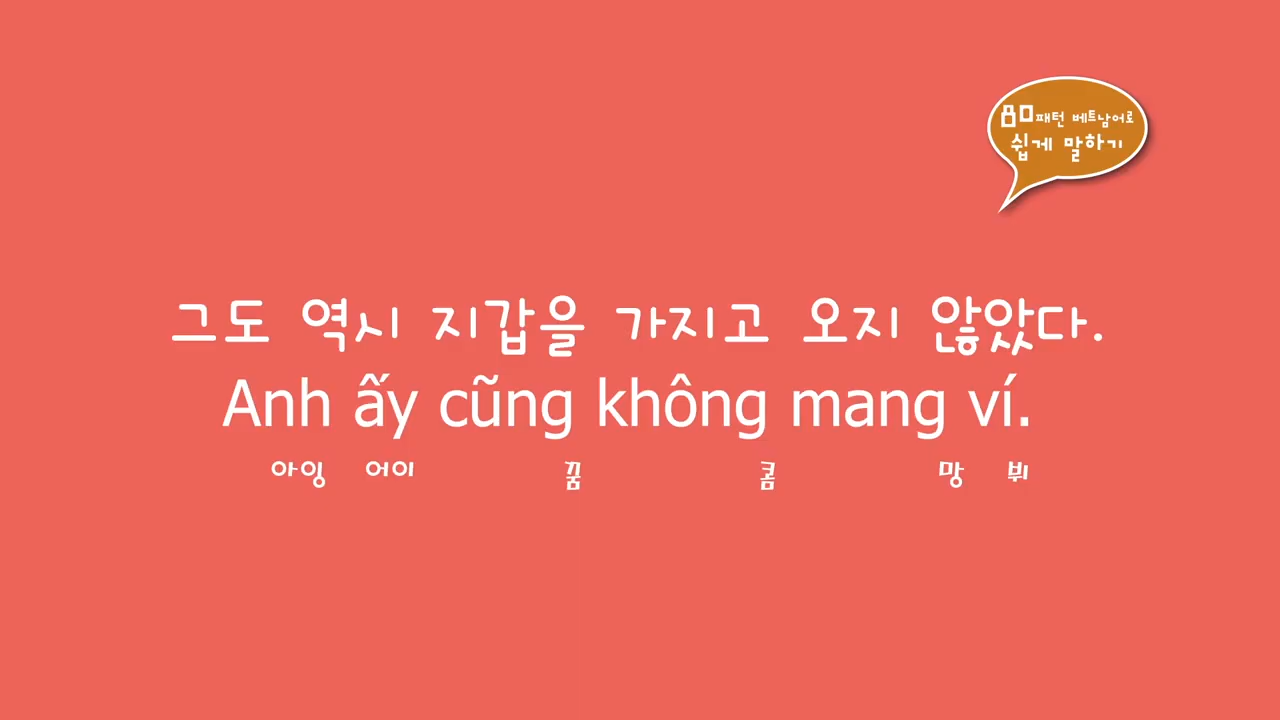 80패턴 베트남어로
쉽게 말하기
그도 역시 지갑을 가지고 오지 않았다.
Anh ấy cũng không mang ví.
아잉 어이 꿈 콤 망 뷔